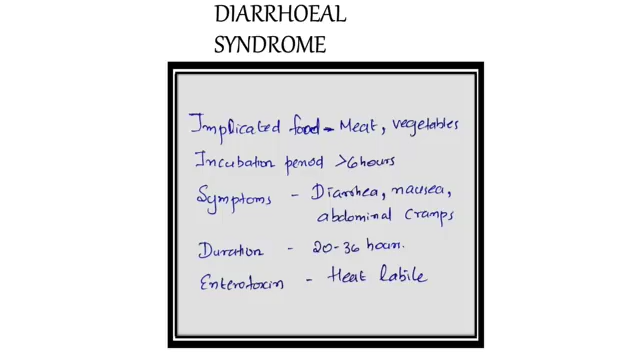 DIARRHOEAL
SYNDROME
Implicated food - Meat, vegetables
Incubation period >6 hours
Symptoms - Diarrhea, nausea,
abdominal cramps
Duration - 20-36 hours.
Enterotoxin - Heat labile